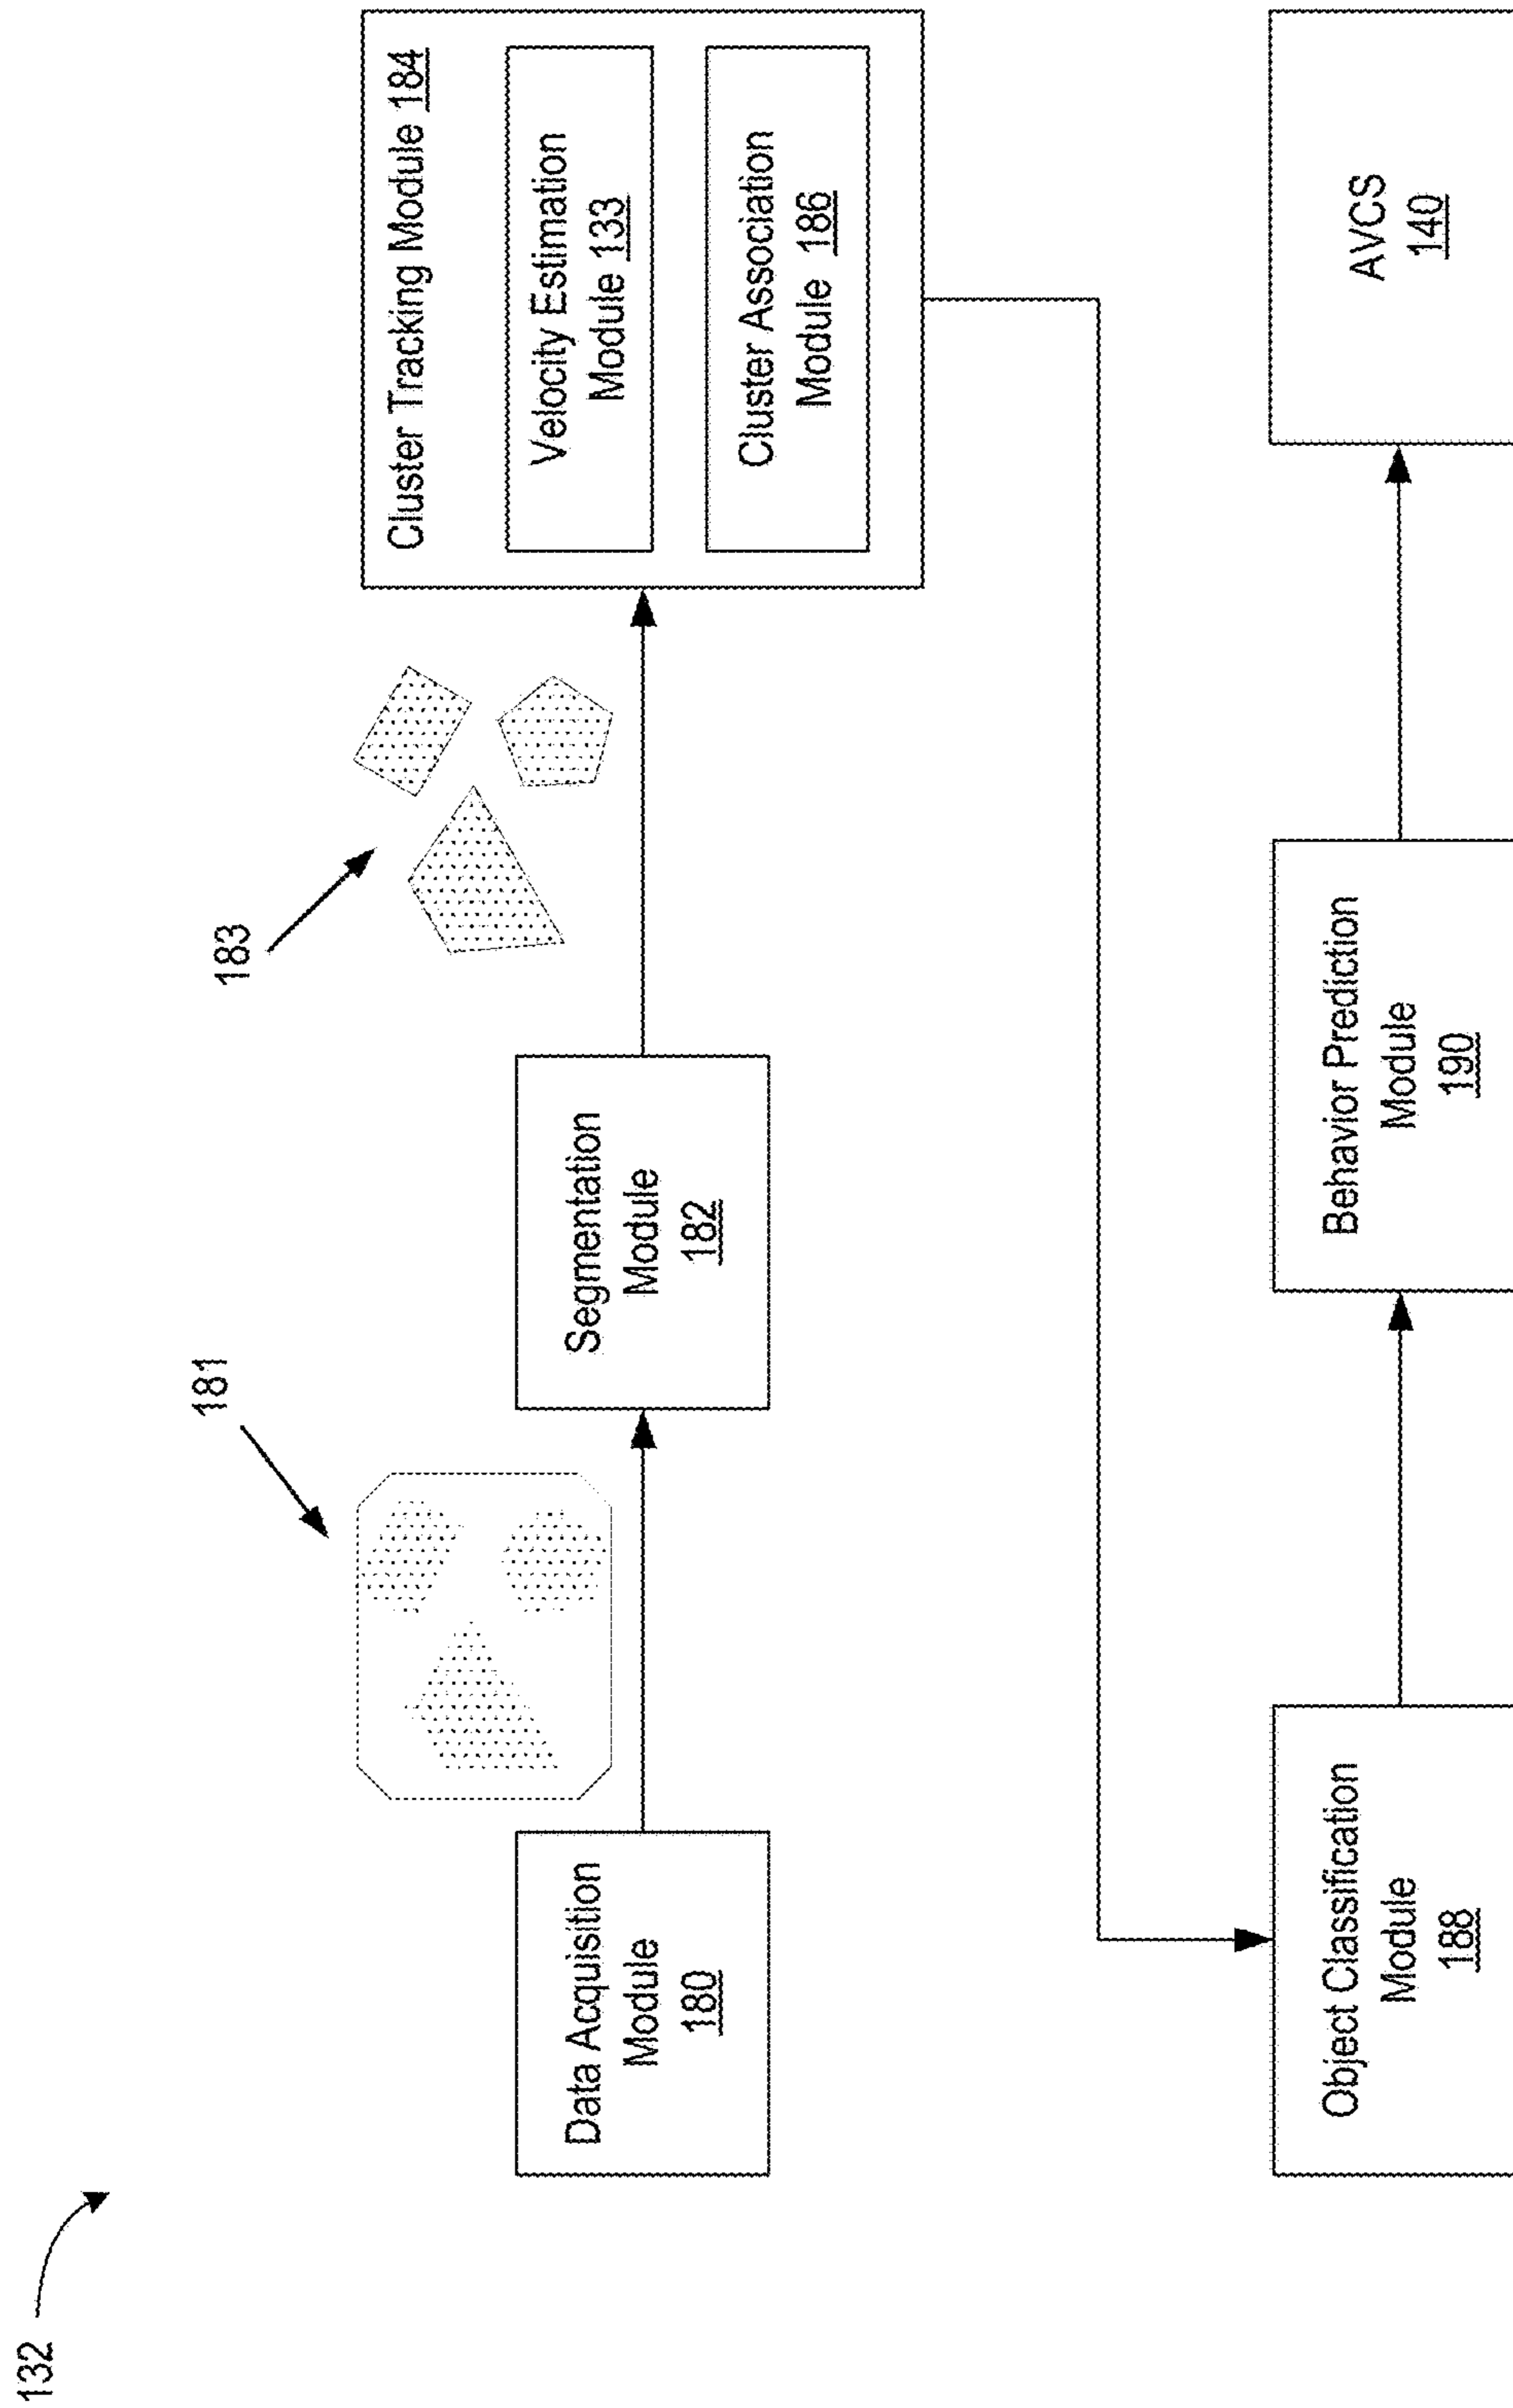 132
181
183
Data Acquisition
Module
180
Segmentation
Module
182
Cluster Tracking Module 184
Velocity Estimation
Module 133
Cluster Association
Module 186
Object Classification
Module
188
Behavior Prediction
Module
190
AVCS
140